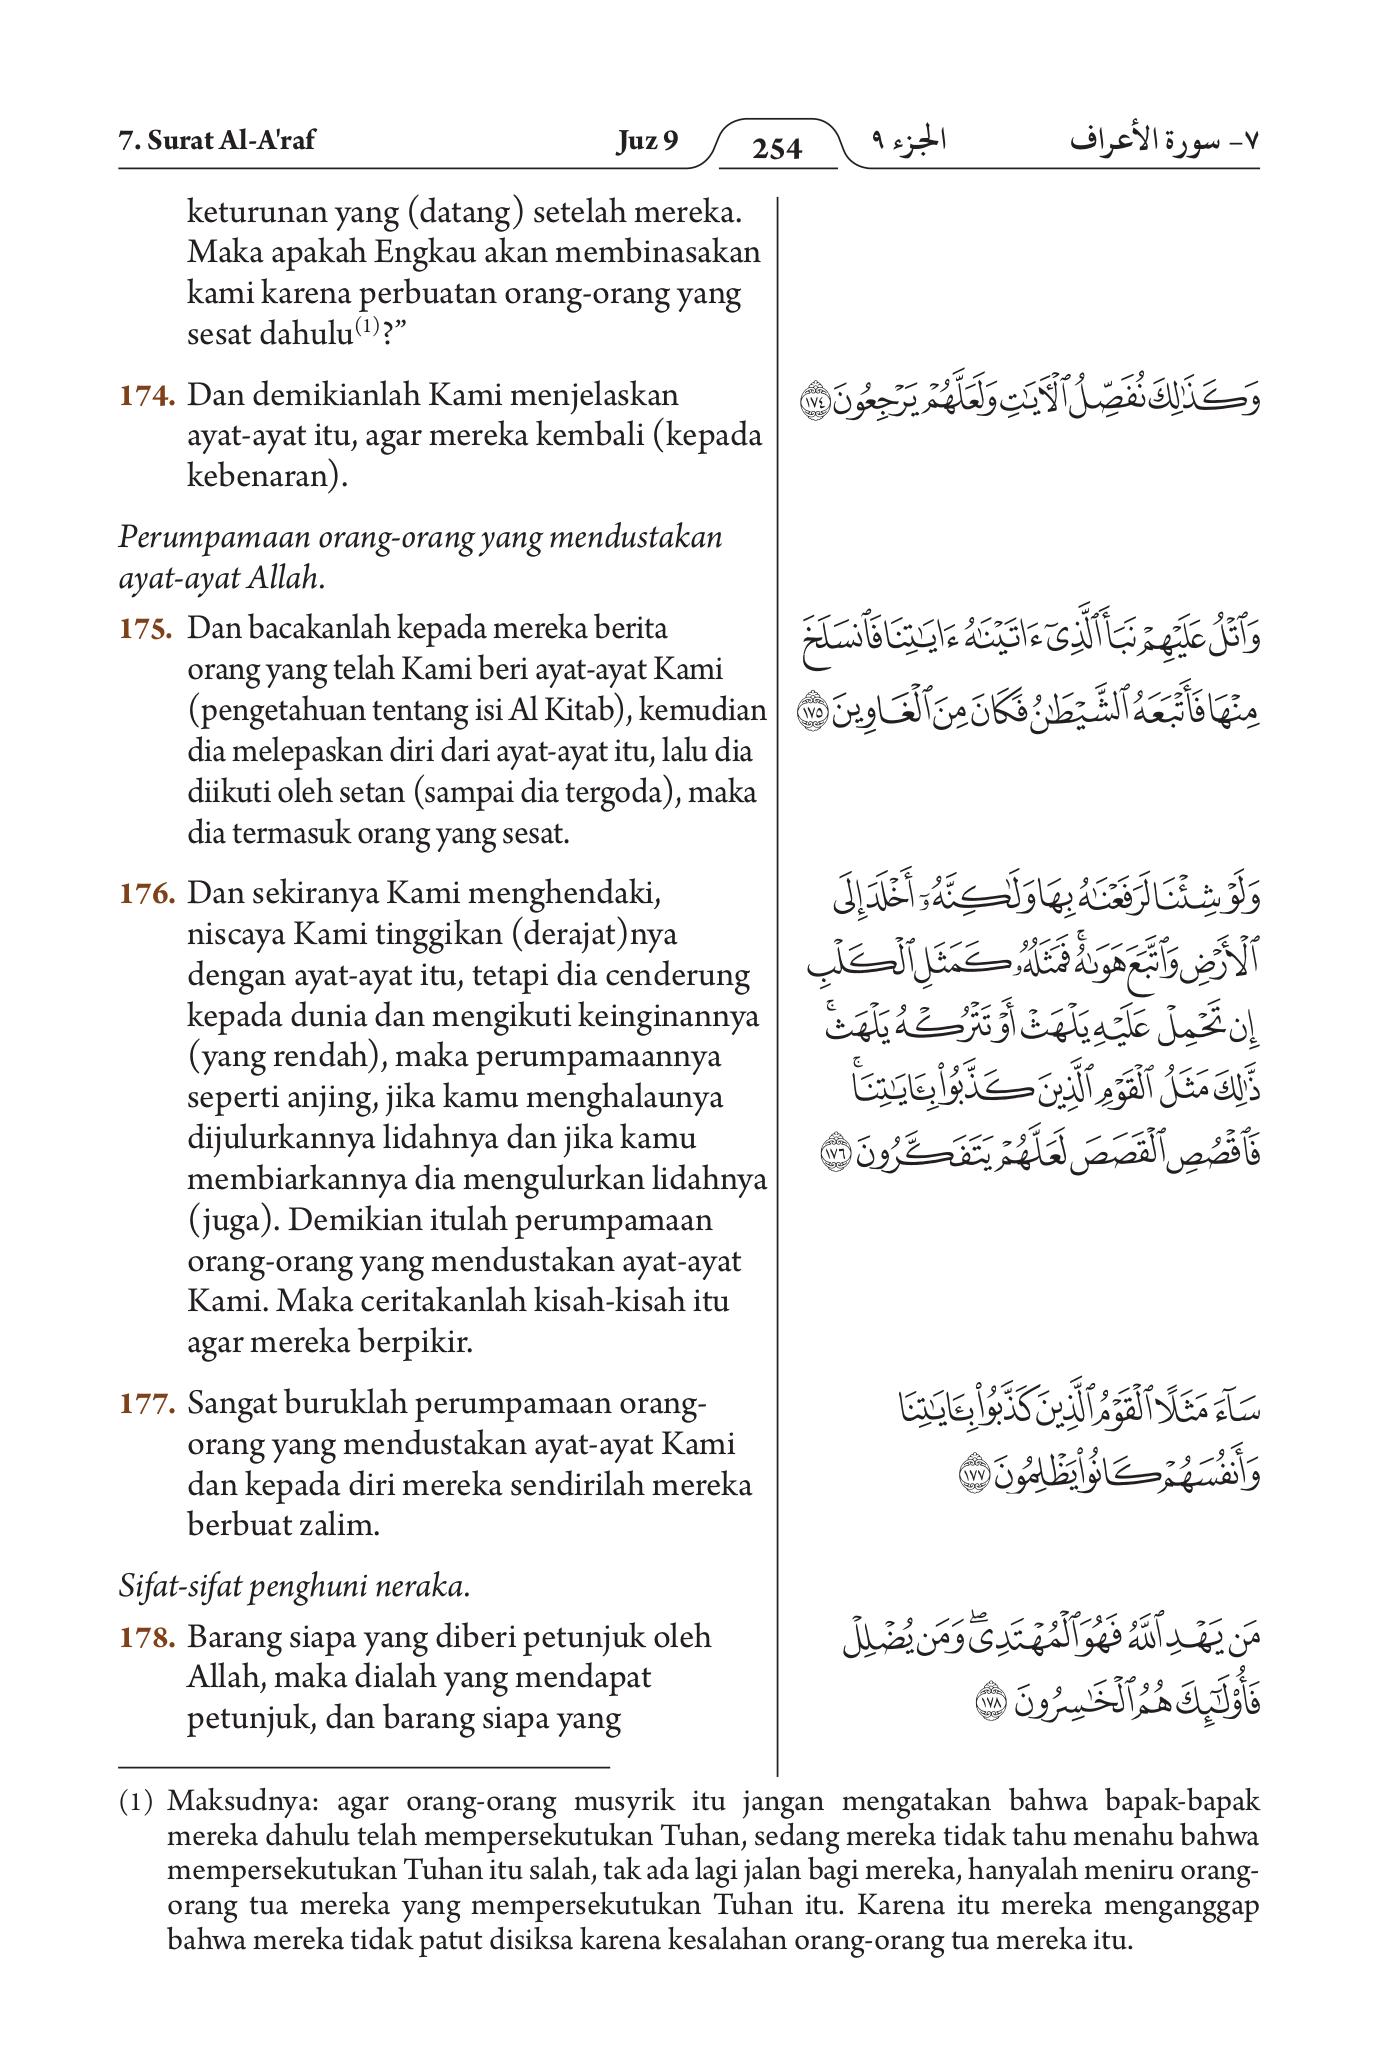 7. Surat Al-A'raf Juz 9 254 الجزء ٩ ٧- سورة الأعراف
keturunan yang (datang) setelah mereka.
Maka apakah Engkau akan membinasakan
kami karena perbuatan orang-orang yang
sesat dahulu(1)?”
174. Dan demikianlah Kami menjelaskan
ayat-ayat itu, agar mereka kembali (kepada
kebenaran).
وَكَذَٰلِكَ نُفَصِّلُ ٱلْأَيَٰتِ وَلَعَلَّهُمْ يَرْجِعُونَ ١٧٤
Perumpamaan orang-orang yang mendustakan
ayat-ayat Allah.
175. Dan bacakanlah kepada mereka berita
orang yang telah Kami beri ayat-ayat Kami
(pengetahuan tentang isi Al Kitab), kemudian
dia melepaskan diri dari ayat-ayat itu, lalu dia
diikuti oleh setan (sampai dia tergoda), maka
dia termasuk orang yang sesat.
وَٱتْلُ عَلَيْهِمْ نَبَأَ ٱلَّذِىٓ ءَاتَيْنَٰهُ ءَايَٰتِنَا فَٱنسَلَخَ
مِنْهَا فَأَتْبَعَهُ ٱلشَّيْطَٰنُ فَكَانَ مِنَ ٱلْغَاوِينَ ١٧٥
176. Dan sekiranya Kami menghendaki,
niscaya Kami tinggikan (derajat)nya
dengan ayat-ayat itu, tetapi dia cenderung
kepada dunia dan mengikuti keinginannya
(yang rendah), maka perumpamaannya
seperti anjing, jika kamu menghalaunya
dijulurkannya lidahnya dan jika kamu
membiarkannya dia mengulurkan lidahnya
(juga). Demikian itulah perumpamaan
orang-orang yang mendustakan ayat-ayat
Kami. Maka ceritakanlah kisah-kisah itu
agar mereka berpikir.
وَلَوْ شِئْنَا لَرَفَعْنَٰهُ بِهَا وَلَٰكِنَّهُۥٓ أَخْلَدَ إِلَى
ٱلْأَرْضِ وَٱتَّبَعَ هَوَىٰهُ ۚ فَمَثَلُهُۥ كَمَثَلِ ٱلْكَلْبِ
إِن تَحْمِلْ عَلَيْهِ يَلْهَثْ أَوْ تَتْرُكْهُ يَلْهَث ۚ
ذَّٰلِكَ مَثَلُ ٱلْقَوْمِ ٱلَّذِينَ كَذَّبُوا۟ بِـَٔايَٰتِنَا ۚ
فَٱقْصُصِ ٱلْقَصَصَ لَعَلَّهُمْ يَتَفَكَّرُونَ ١٧٦
177. Sangat buruklah perumpamaan orang-
orang yang mendustakan ayat-ayat Kami
dan kepada diri mereka sendirilah mereka
berbuat zalim.
سَآءَ مَثَلًا ٱلْقَوْمُ ٱلَّذِينَ كَذَّبُوا۟ بِـَٔايَٰتِنَا
وَأَنفُسَهُمْ كَانُوا۟ يَظْلِمُونَ ١٧٧
Sifat-sifat penghuni neraka.
178. Barang siapa yang diberi petunjuk oleh
Allah, maka dialah yang mendapat
petunjuk, dan barang siapa yang
مَن يَهْدِ ٱللَّهُ فَهُوَ ٱلْمُهْتَدِى ۖ وَمَن يُضْلِلْ
فَأُو۟لَٰٓئِكَ هُمُ ٱلْخَٰسِرُونَ ١٧٨
(1) Maksudnya: agar orang-orang musyrik itu jangan mengatakan bahwa bapak-bapak
mereka dahulu telah mempersekutukan Tuhan, sedang mereka tidak tahu menahu bahwa
mempersekutukan Tuhan itu salah, tak ada lagi jalan bagi mereka, hanyalah meniru orang-
orang tua mereka yang mempersekutukan Tuhan itu. Karena itu mereka menganggap
bahwa mereka tidak patut disiksa karena kesalahan orang-orang tua mereka itu.